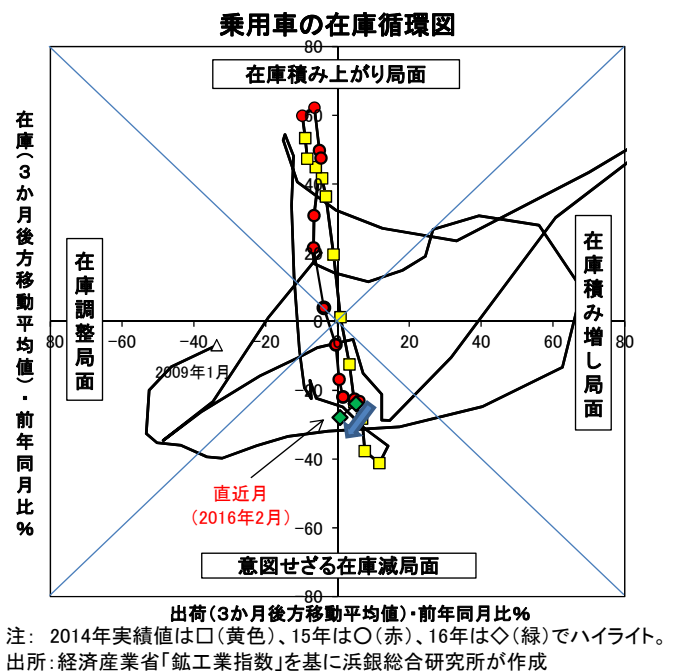 乗用車の在庫循環図
80
在庫積み上がり局面
60
40
20
0
−80
−60
−40
−20
0
20
40
60
80
−20
−40
−60
−80
在庫(3か月後方移動平均値)・前年同月比%
在庫調整局面
在庫積み増し局面
2009年1月
直近月
(2016年2月)
意図せざる在庫減局面
出荷(3か月後方移動平均値)・前年同月比%
注: 2014年実績値は□(黄色)、15年は○(赤)、16年は◇(緑)でハイライト。
出所:経済産業省「鉱工業指数」を基に浜銀総合研究所が作成